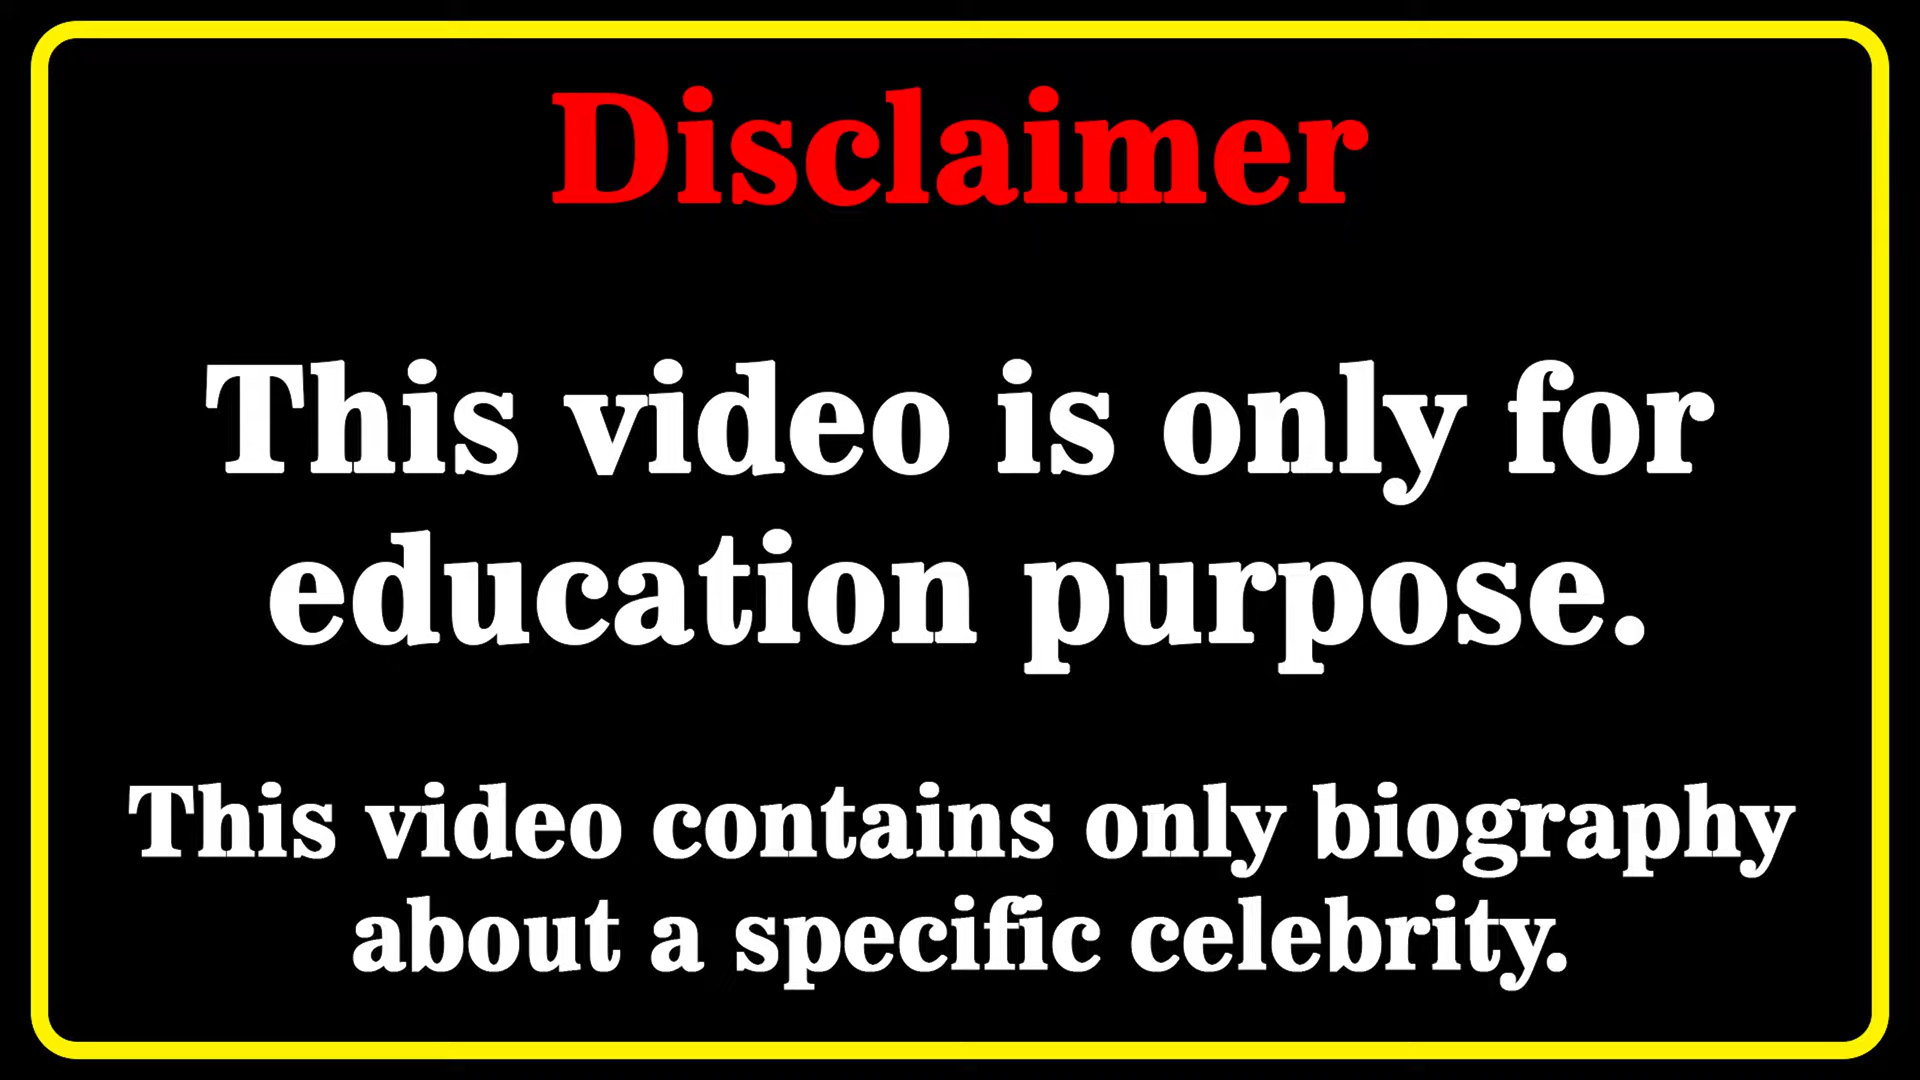 Disclaimer
This video is only for
education purpose.
This video contains only biography
about a specific celebrity.